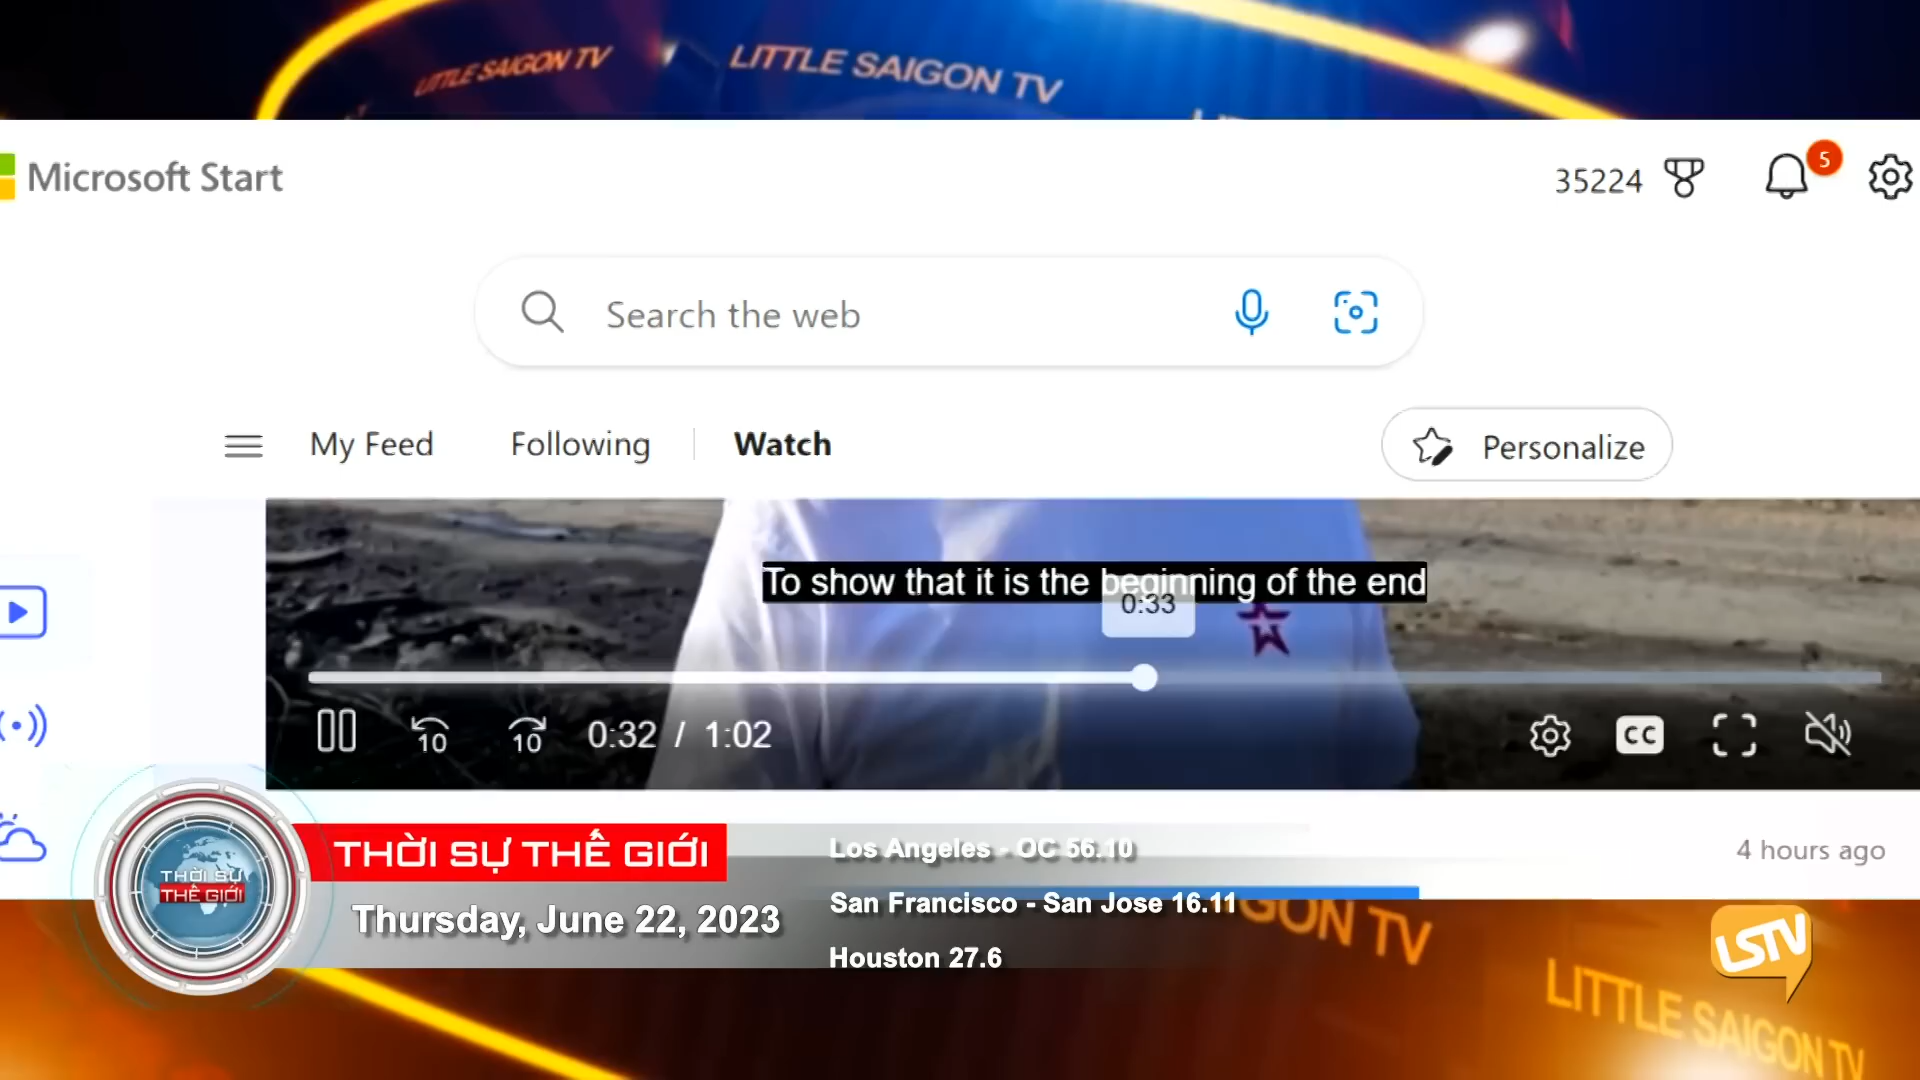 LITTLE SAIGON TV
LITTLE SAIGON TV
Microsoft Start
35224
5
Search the web
My Feed
Following
Watch
Personalize
To show that it is the beginning of the end
0:33
10
10
0:32 / 1:02
CC
4 hours ago
THỜI SỰ
THẾ GIỚI
THỜI SỰ THẾ GIỚI
Thursday, June 22, 2023
Los Angeles - OC 56.10
San Francisco - San Jose 16.11
Houston 27.6
GON TV
LSTV
LITTLE SAIGON TV